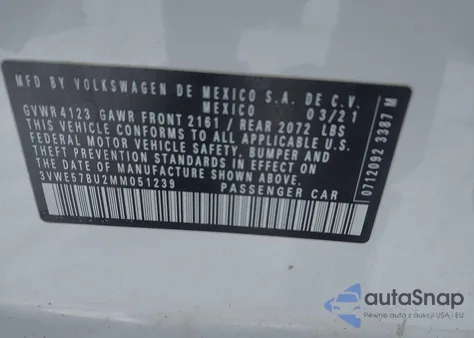 MFD BY VOLKSWAGEN DE MEXICO S.A. DE C.V.
MEXICO 03/21
GVWR 4123 GAWR FRONT 2161 / REAR 2072 LBS
THIS VEHICLE CONFORMS TO ALL APPLICABLE U.S.
FEDERAL MOTOR VEHICLE SAFETY, BUMPER AND
THEFT PREVENTION STANDARDS IN EFFECT ON THE
DATE OF MANUFACTURE SHOWN ABOVE.
3VWE57BU2MM051239 PASSENGER CAR
0712092 3387 M
autaSnap
Pewne auta z aukcji USA - EU